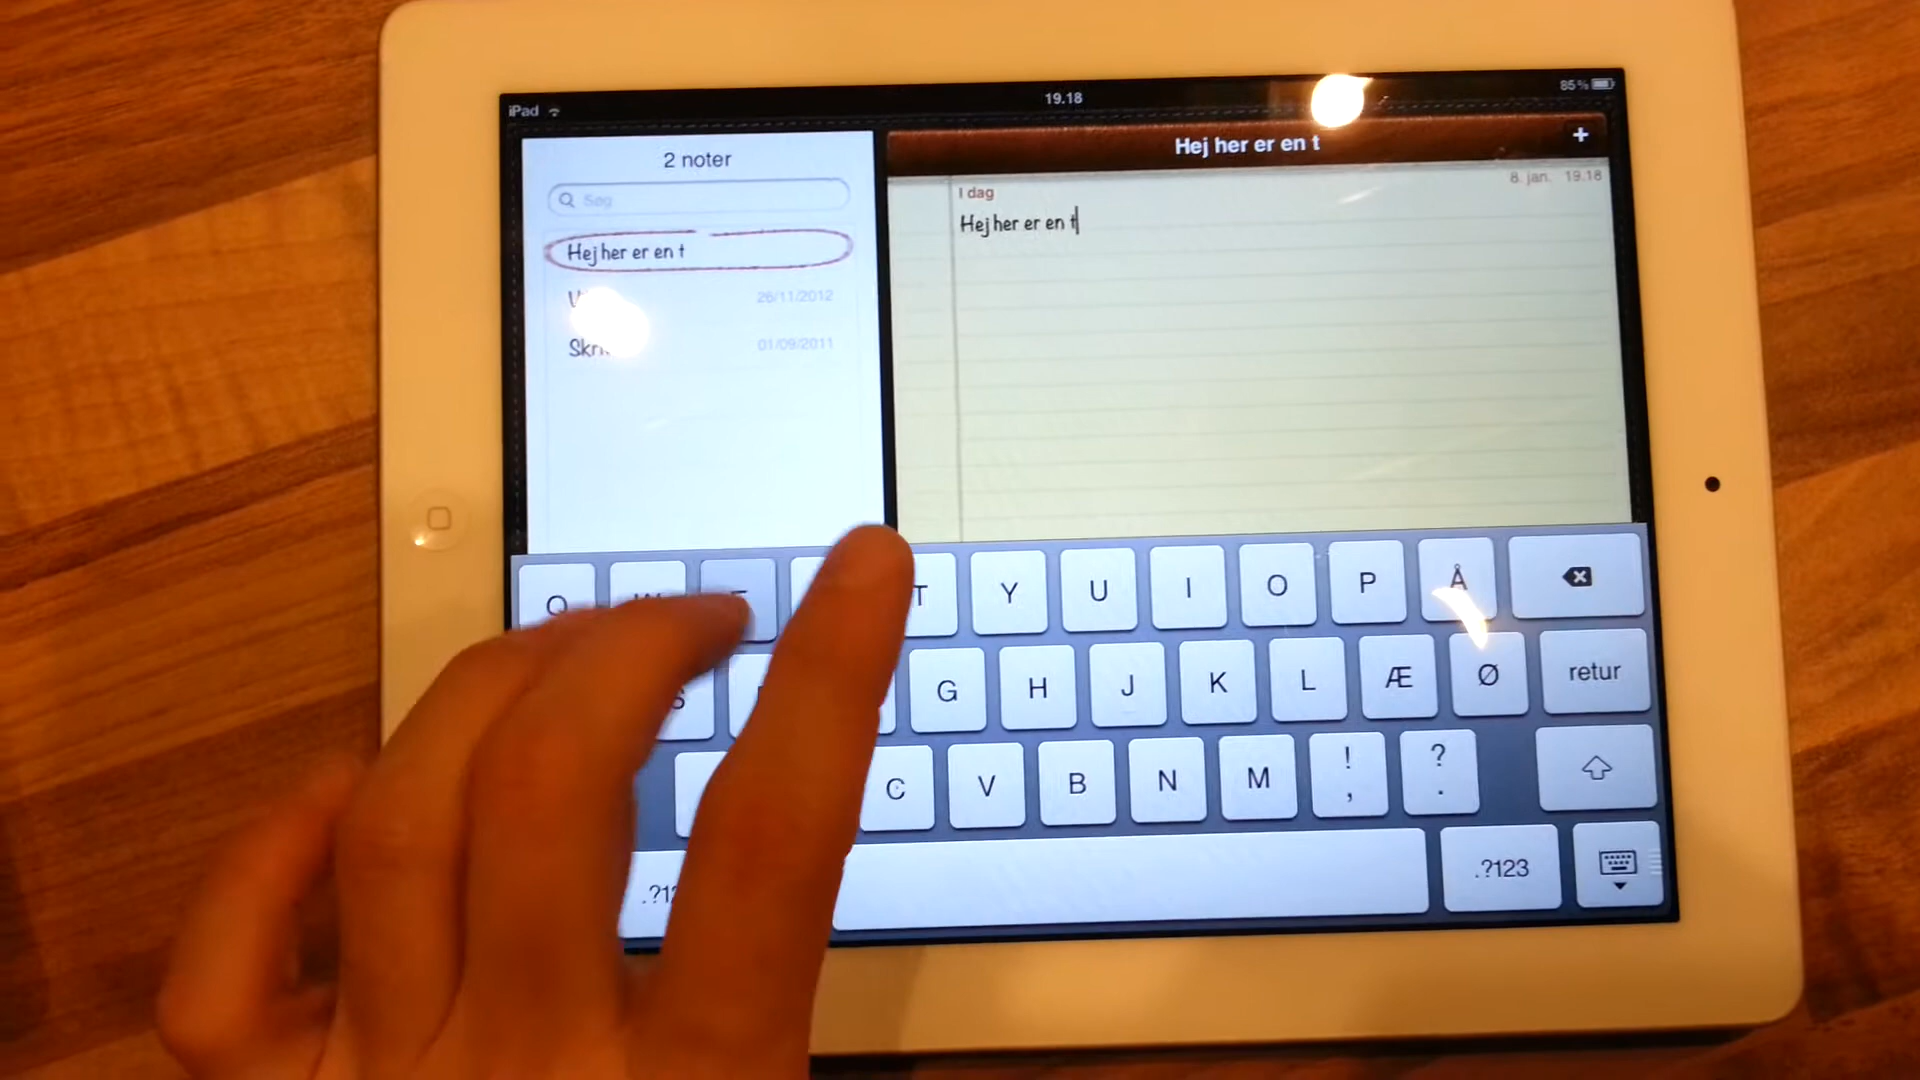 iPad
19.18
85%
2 noter
Søg
Hej her er en t
26/11/2012
01/09/2011
Hej her er en t
+
I dag
8. jan. 19.18
Hej her er en t
Y U I O P Å
G H J K L Æ Ø retur
C V B N M ! , ? .
.?123